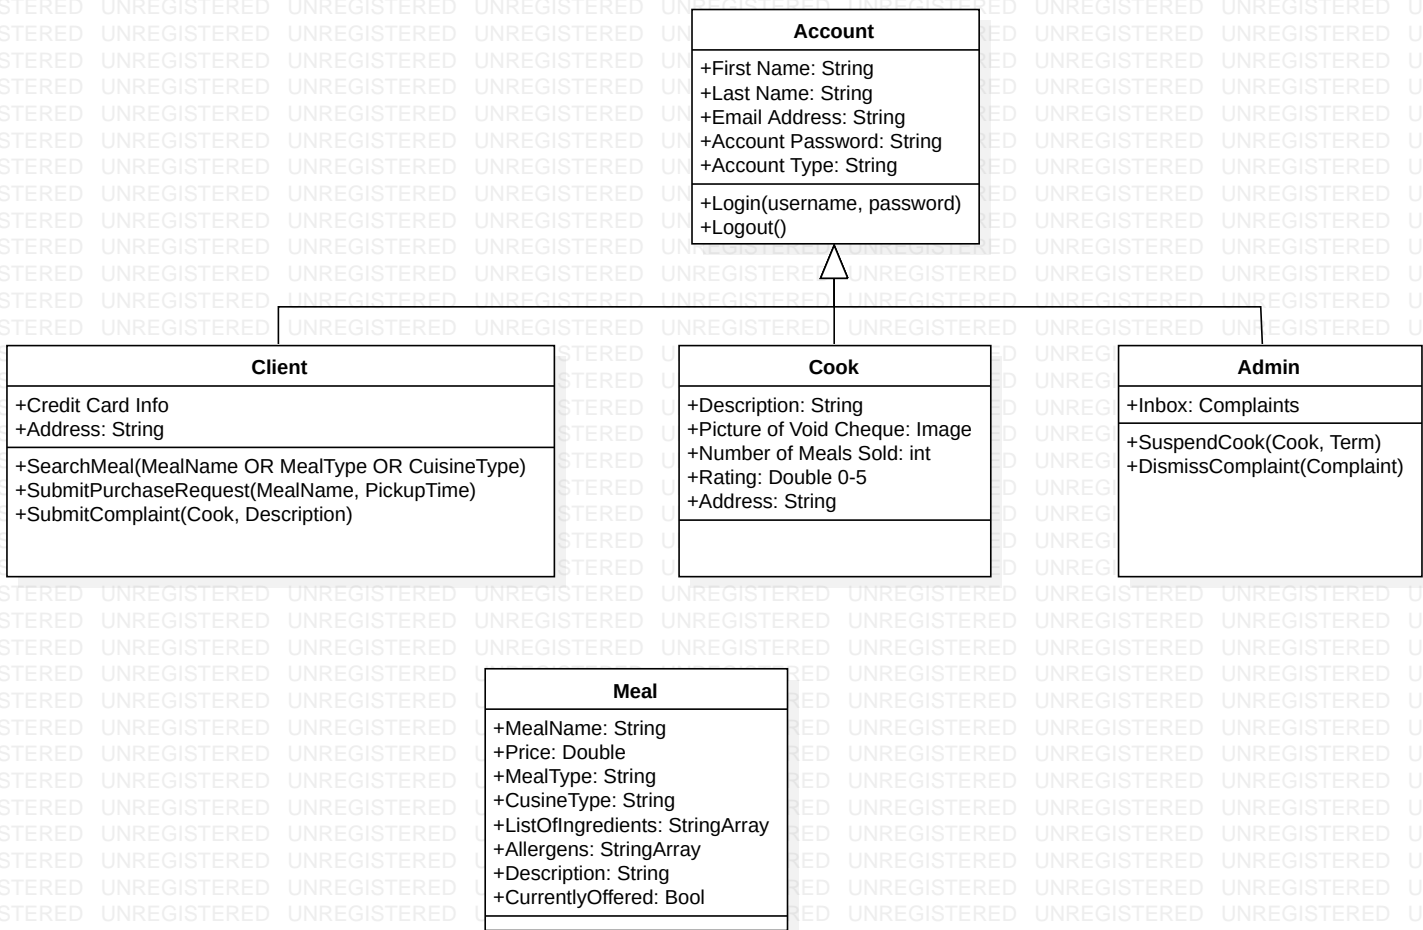 Account
+First Name: String
+Last Name: String
+Email Address: String
+Account Password: String
+Account Type: String
+Login(username, password)
+Logout()
Client
+Credit Card Info
+Address: String
+SearchMeal(MealName OR MealType OR CuisineType)
+SubmitPurchaseRequest(MealName, PickupTime)
+SubmitComplaint(Cook, Description)
Cook
+Description: String
+Picture of Void Cheque: Image
+Number of Meals Sold: int
+Rating: Double 0-5
+Address: String
Admin
+Inbox: Complaints
+SuspendCook(Cook, Term)
+DismissComplaint(Complaint)
Meal
+MealName: String
+Price: Double
+MealType: String
+CusineType: String
+ListOfIngredients: StringArray
+Allergens: StringArray
+Description: String
+CurrentlyOffered: Bool
UNREGISTERED